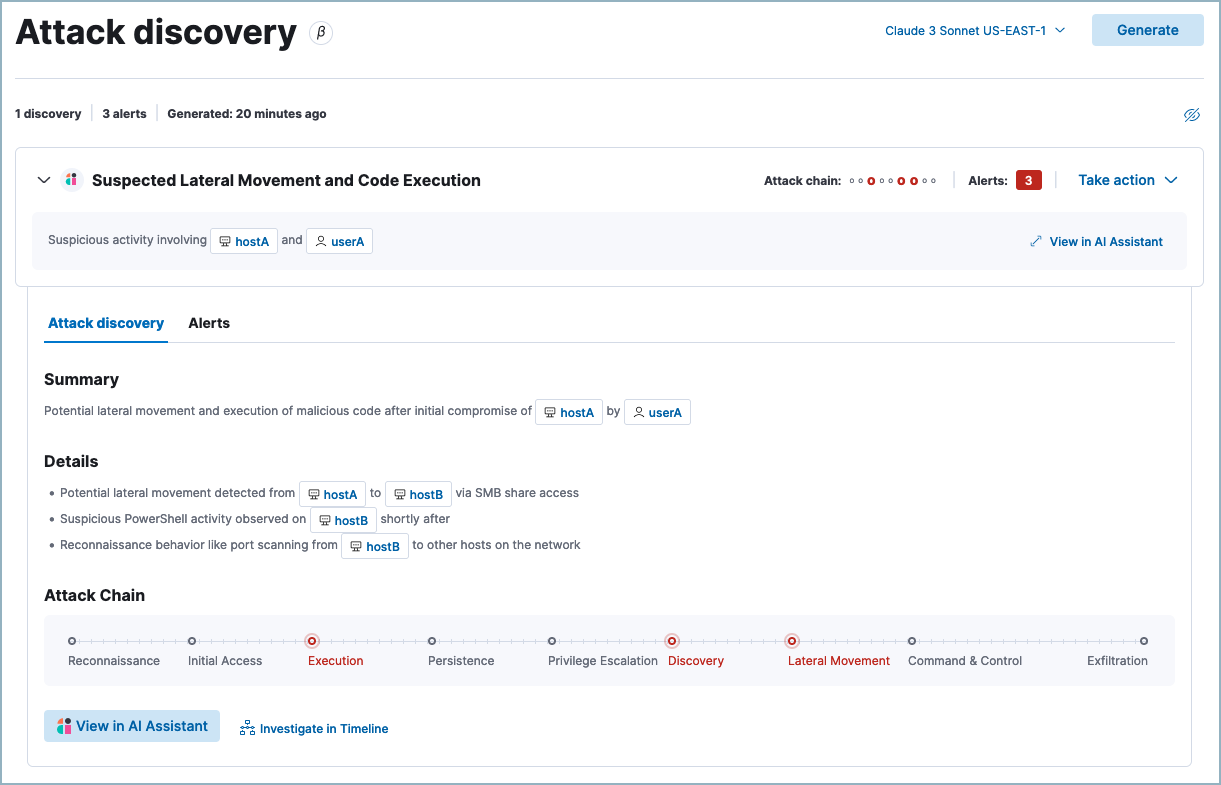 Attack discovery β
Claude 3 Sonnet US-EAST-1
Generate
1 discovery 3 alerts Generated: 20 minutes ago
Suspected Lateral Movement and Code Execution
Attack chain: Alerts: 3 Take action
Suspicious activity involving hostA and userA
View in AI Assistant
Attack discovery Alerts
Summary
Potential lateral movement and execution of malicious code after initial compromise of hostA by userA
Details
• Potential lateral movement detected from hostA to hostB via SMB share access
• Suspicious PowerShell activity observed on hostB shortly after
• Reconnaissance behavior like port scanning from hostB to other hosts on the network
Attack Chain
Reconnaissance Initial Access Execution Persistence Privilege Escalation Discovery Lateral Movement Command & Control Exfiltration
View in AI Assistant Investigate in Timeline